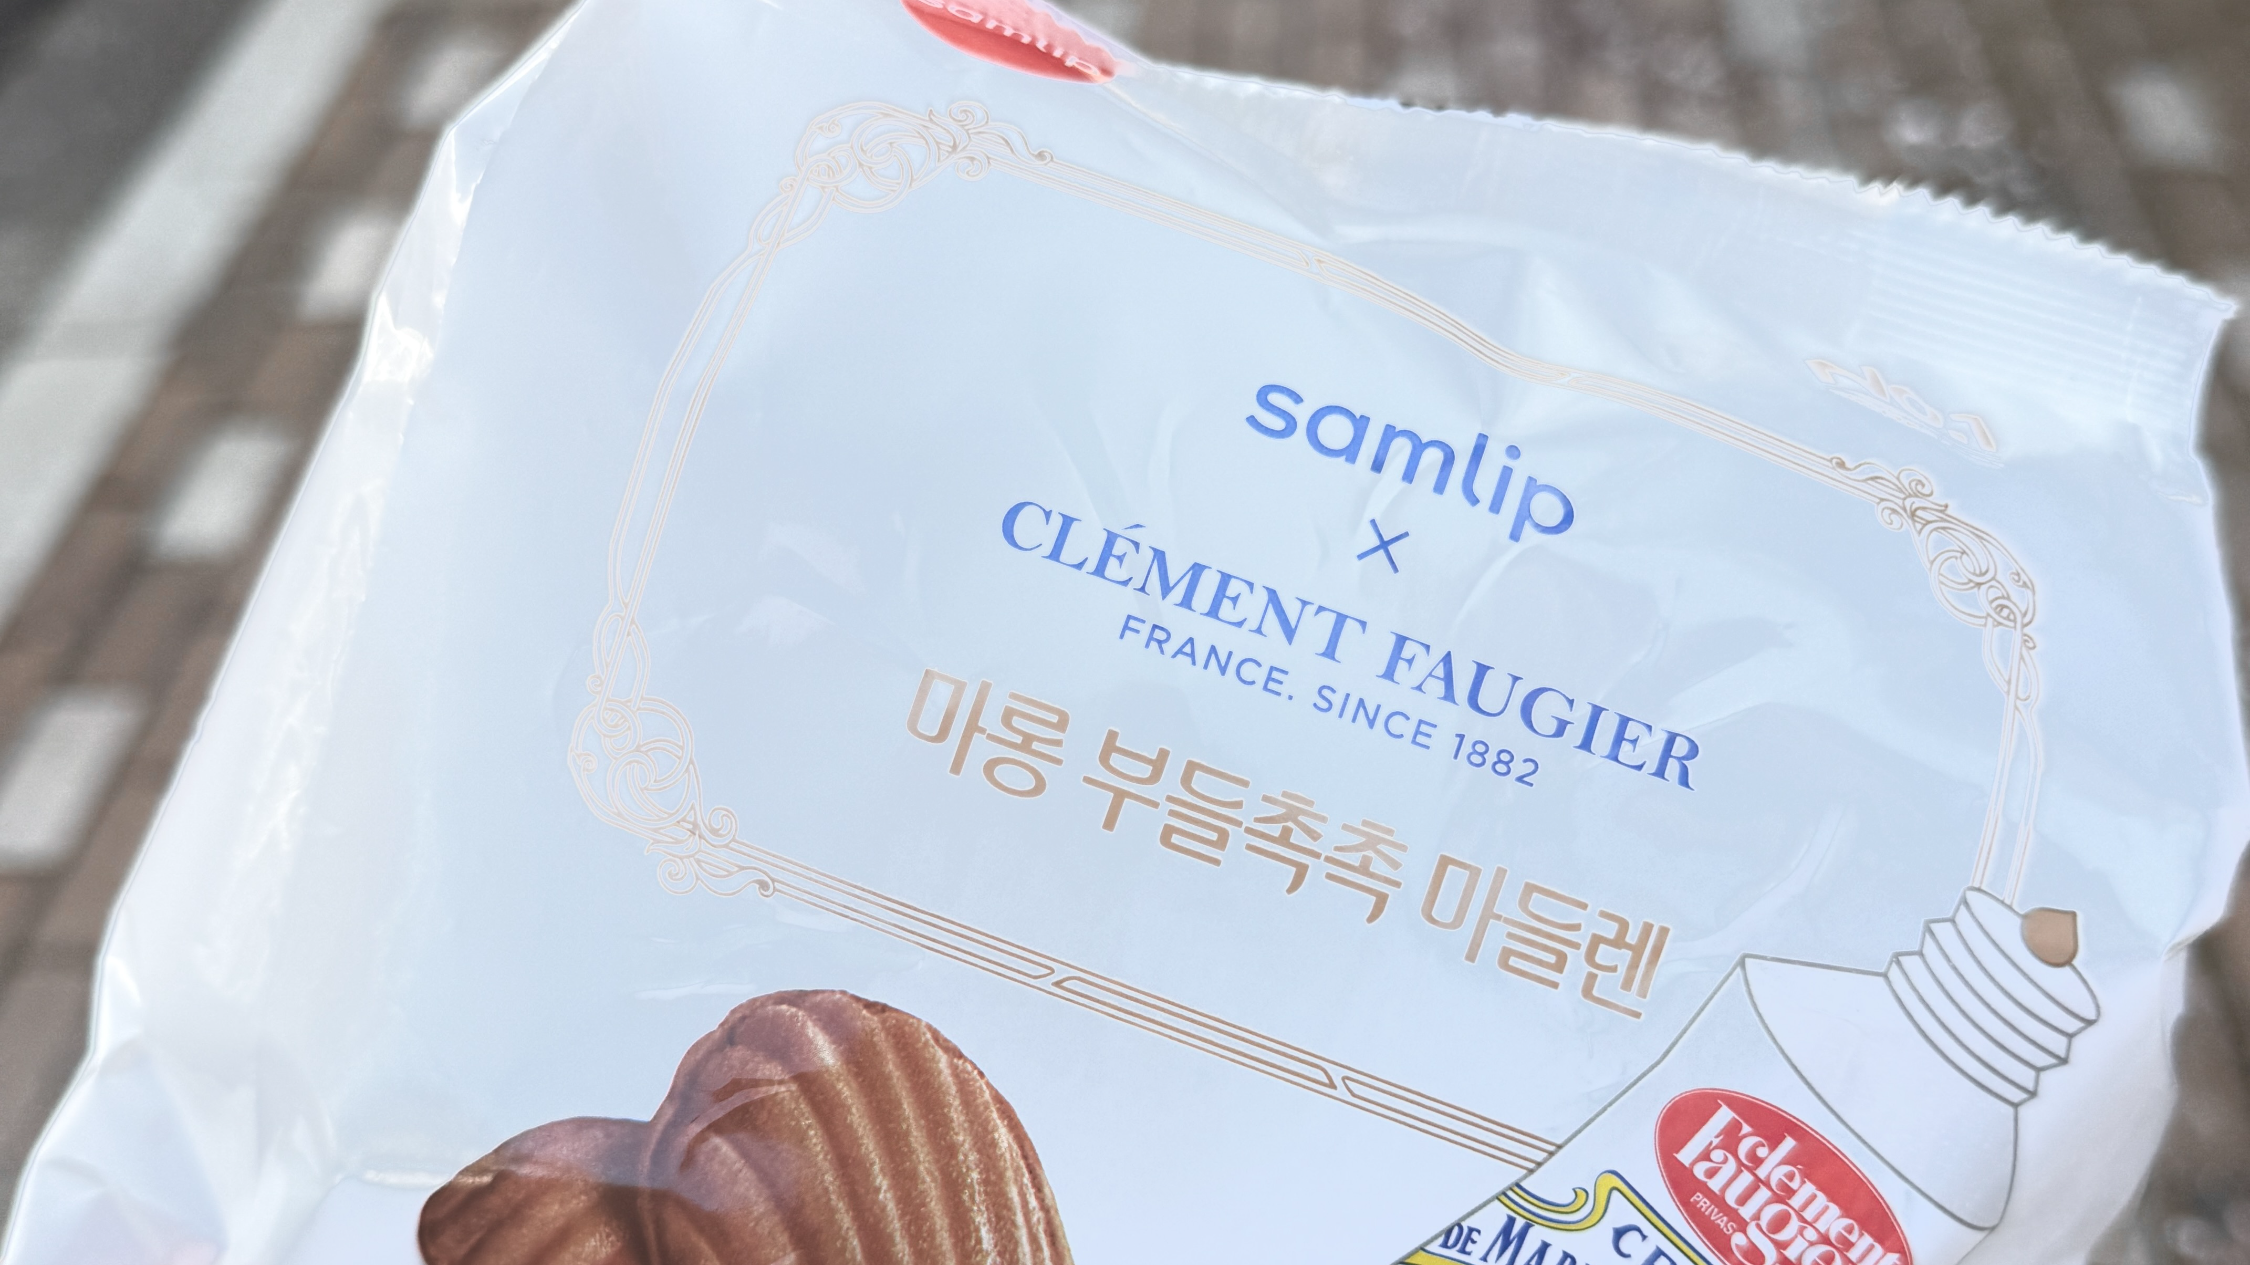 samlip
samlip
×
CLÉMENT FAUGIER
FRANCE. SINCE 1882
마롱 부들촉촉 마들렌
clément
Faugier
PRIVAS
DE